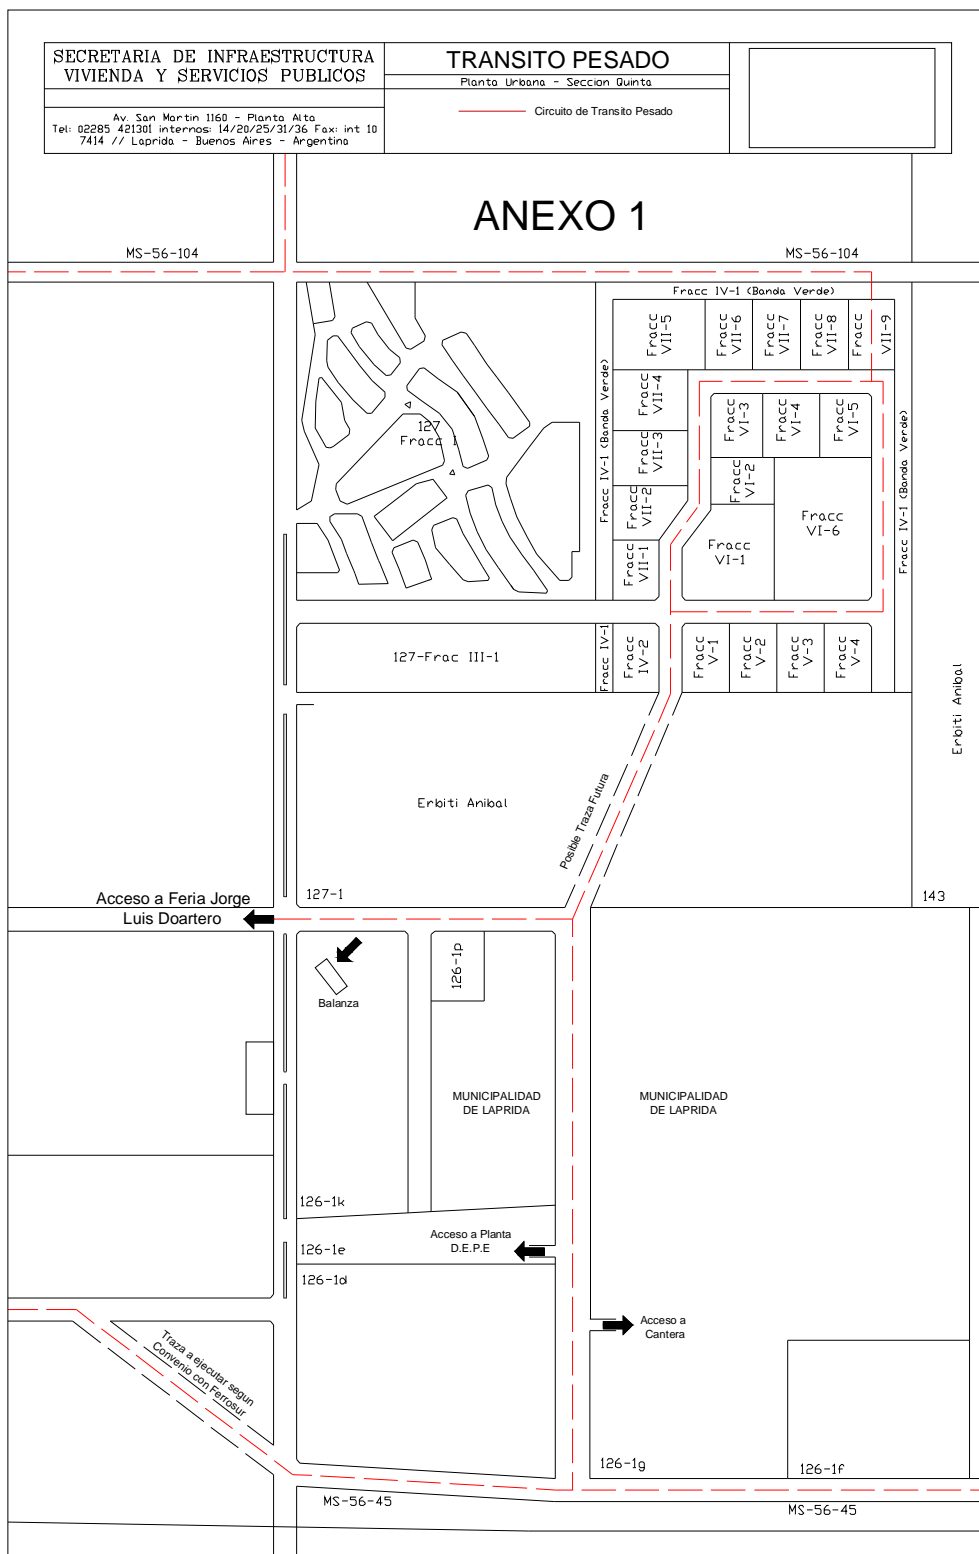 SECRETARIA DE INFRAESTRUCTURA
VIVIENDA Y SERVICIOS PUBLICOS
Av. San Martin 1160 - Planta Alta
Tel: 02285 421301 internos: 14/20/25/31/36 Fax: int 10
7414 // Laprida - Buenos Aires - Argentina
TRANSITO PESADO
Planta Urbana - Seccion Quinta
Circuito de Transito Pesado
ANEXO 1
MS-56-104
MS-56-104
Fracc IV-1 (Banda Verde)
Fracc
VII-5
Fracc
VII-6
Fracc
VII-7
Fracc
VII-8
Fracc
VII-9
Fracc
VII-4
Fracc IV-1 (Banda Verde)
Fracc
VI-3
Fracc
VI-4
Fracc
VI-5
127
Fracc I
Fracc
VII-3
Fracc IV-1 (Banda Verde)
Fracc
VI-2
Fracc
VII-2
Fracc
VI-6
Fracc
VII-1
Fracc
VI-1
127-Frac III-1
Fracc IV-1
Fracc
IV-2
Fracc
V-1
Fracc
V-2
Fracc
V-3
Fracc
V-4
Erbiti Anibal
Erbiti Anibal
Posible Traza Futura
127-1
143
Acceso a Feria Jorge
Luis Doartero
126-1p
Balanza
MUNICIPALIDAD
DE LAPRIDA
MUNICIPALIDAD
DE LAPRIDA
126-1k
Acceso a Planta
D.E.P.E
126-1e
126-1d
Acceso a
Cantera
Traza a ejecutar segun
Convenio con Ferrosur
126-1g
126-1f
MS-56-45
MS-56-45